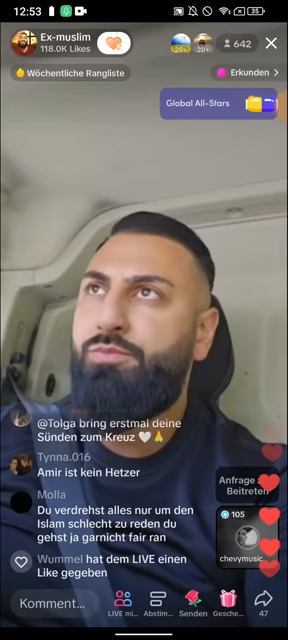 12:53
35
Ex-muslim
118.0K Likes
20+
20+
642
Wöchentliche Rangliste
Erkunden >
Global All-Stars
@Tolga bring erstmal deine
Sünden zum Kreuz 🤍🙏
Tynna.016
Amir ist kein Hetzer
Anfrage
Beitreten
Molla
Du verdrehst alles nur um den
Islam schlecht zu reden du
gehst ja garnicht fair ran
105
chevymusic
Wummel hat dem LIVE einen
Like gegeben
Komment...
LIVE mi...
Abstim...
Senden
Gesche...
47